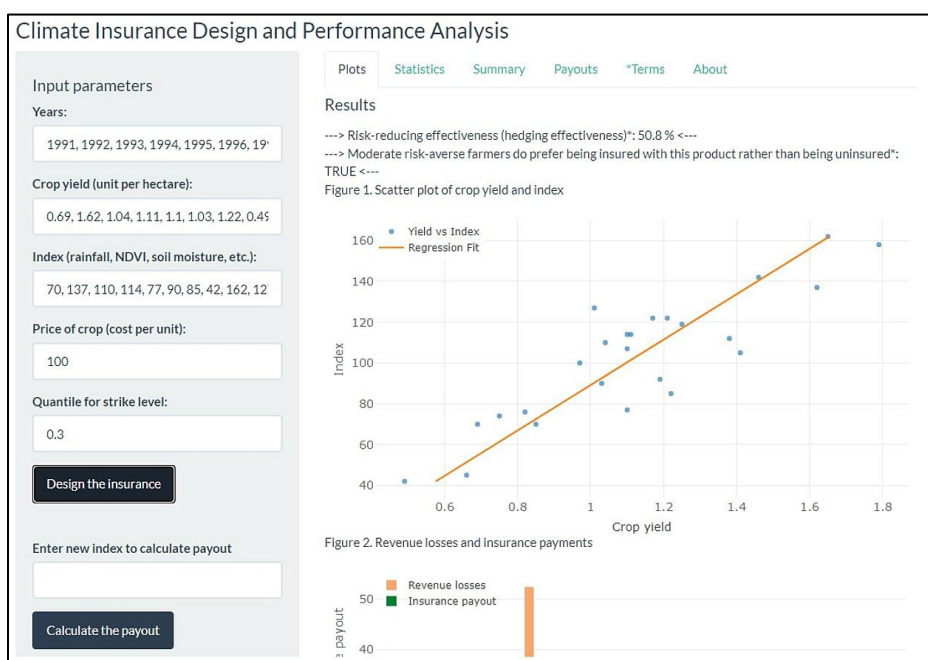 Climate Insurance Design and Performance Analysis
Input parameters
Years:
1991, 1992, 1993, 1994, 1995, 1996, 19
Crop yield (unit per hectare):
0.69, 1.62, 1.04, 1.11, 1.1, 1.03, 1.22, 0.49
Index (rainfall, NDVI, soil moisture, etc.):
70, 137, 110, 114, 77, 90, 85, 42, 162, 12
Price of crop (cost per unit):
100
Quantile for strike level:
0.3
Design the insurance
Enter new index to calculate payout
Calculate the payout
Plots Statistics Summary Payouts *Terms About
Results
---> Risk-reducing effectiveness (hedging effectiveness)*: 50.8 % <---
---> Moderate risk-averse farmers do prefer being insured with this product rather than being uninsured*:
TRUE <---
Figure 1. Scatter plot of crop yield and index
Yield vs Index
Regression Fit
160
140
120
100
80
60
40
Index
0.6 0.8 1 1.2 1.4 1.6 1.8
Crop yield
Figure 2. Revenue losses and insurance payments
Revenue losses
Insurance payout
50
40
payout